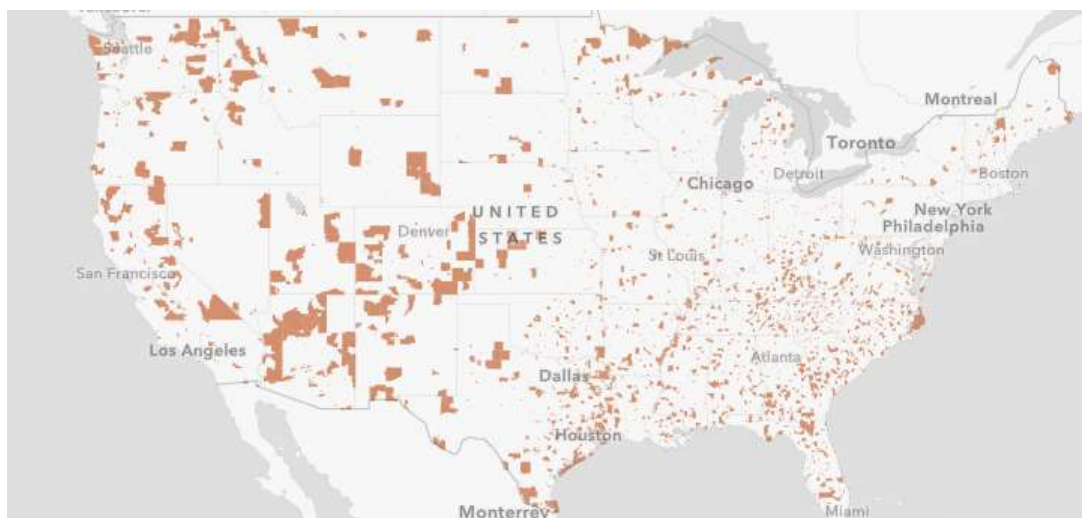 Seattle
Montreal
Toronto
Boston
Chicago
Detroit
New York
Philadelphia
UNITED
STATES
Denver
St Louis
Washington
San Francisco
Los Angeles
Atlanta
Dallas
Houston
Monterrey
Miami